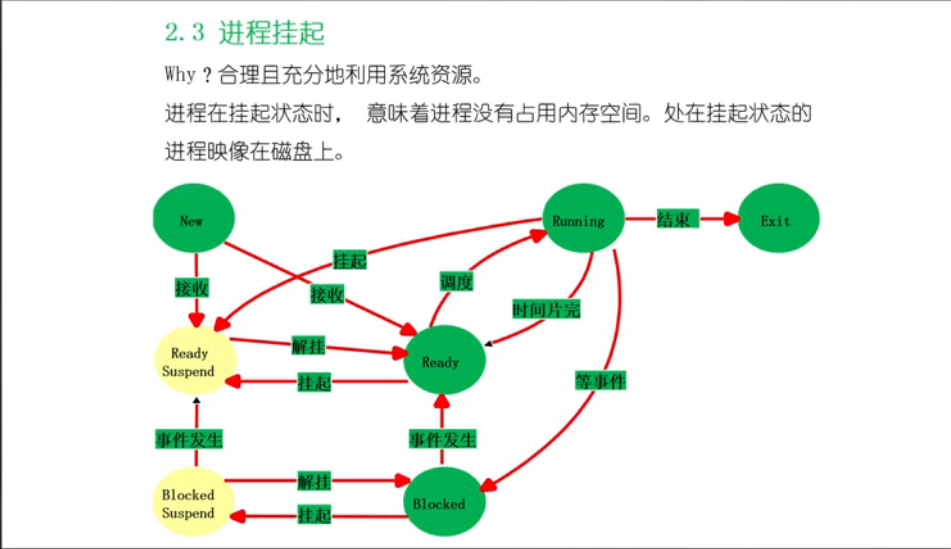 2.3 进程挂起
Why？合理且充分地利用系统资源。
进程在挂起状态时， 意味着进程没有占用内存空间。处在挂起状态的
进程映像在磁盘上。
New
Running
结束
Exit
挂起
接收
接收
调度
时间片完
Ready
Suspend
解挂
Ready
挂起
等事件
事件发生
事件发生
Blocked
Suspend
解挂
Blocked
挂起